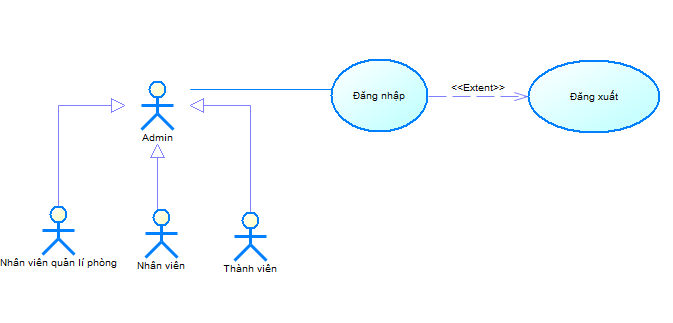 <<Extent>>
Đăng nhập
Đăng xuất
Admin
Nhân viên quản lí phòng
Nhân viên
Thành viên